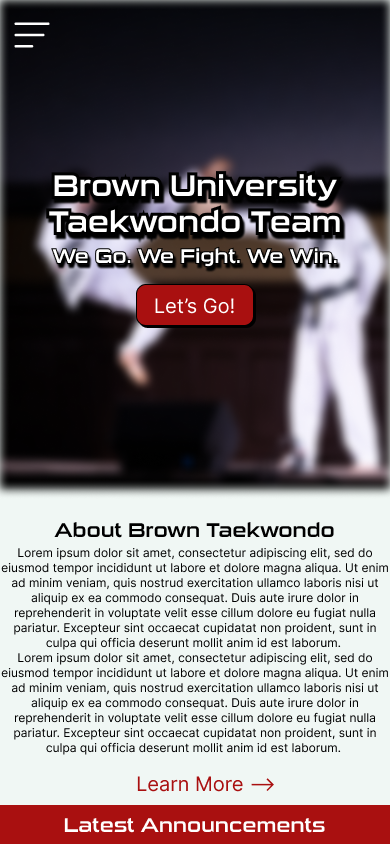 Brown University
Taekwondo Team
We Go. We Fight. We Win.
Let's Go!
About Brown Taekwondo
Lorem ipsum dolor sit amet, consectetur adipiscing elit, sed do
eiusmod tempor incididunt ut labore et dolore magna aliqua. Ut enim
ad minim veniam, quis nostrud exercitation ullamco laboris nisi ut
aliquip ex ea commodo consequat. Duis aute irure dolor in
reprehenderit in voluptate velit esse cillum dolore eu fugiat nulla
pariatur. Excepteur sint occaecat cupidatat non proident, sunt in
culpa qui officia deserunt mollit anim id est laborum.
Lorem ipsum dolor sit amet, consectetur adipiscing elit, sed do
eiusmod tempor incididunt ut labore et dolore magna aliqua. Ut enim
ad minim veniam, quis nostrud exercitation ullamco laboris nisi ut
aliquip ex ea commodo consequat. Duis aute irure dolor in
reprehenderit in voluptate velit esse cillum dolore eu fugiat nulla
pariatur. Excepteur sint occaecat cupidatat non proident, sunt in
culpa qui officia deserunt mollit anim id est laborum.
Learn More →
Latest Announcements